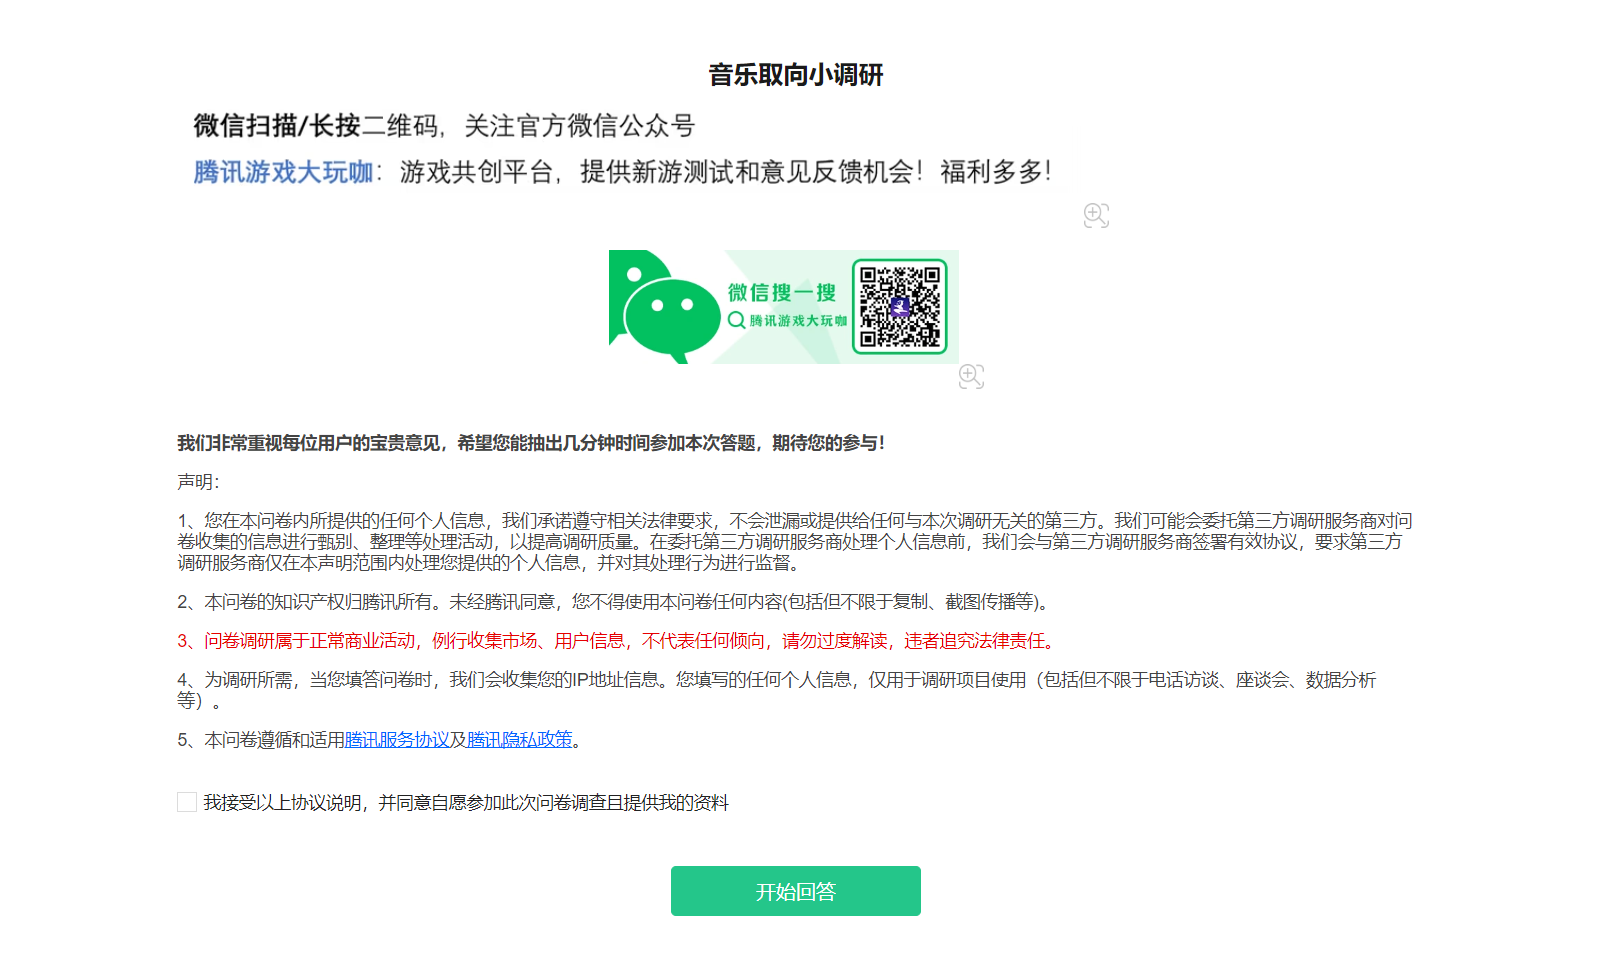 音乐取向小调研
微信扫描/长按二维码，关注官方微信公众号
腾讯游戏大玩咖：游戏共创平台，提供新游测试和意见反馈机会！福利多多！
微信搜一搜
腾讯游戏大玩咖
我们非常重视每位用户的宝贵意见，希望您能抽出几分钟时间参加本次答题，期待您的参与！
声明：
1、您在本问卷内所提供的任何个人信息，我们承诺遵守相关法律要求，不会泄漏或提供给任何与本次调研无关的第三方。我们可能会委托第三方调研服务商对问
卷收集的信息进行甄别、整理等处理活动，以提高调研质量。在委托第三方调研服务商处理个人信息前，我们会与第三方调研服务商签署有效协议，要求第三方
调研服务商仅在本声明范围内处理您提供的个人信息，并对其处理行为进行监督。
2、本问卷的知识产权归腾讯所有。未经腾讯同意，您不得使用本问卷任何内容(包括但不限于复制、截图传播等)。
3、问卷调研属于正常商业活动，例行收集市场、用户信息，不代表任何倾向，请勿过度解读，违者追究法律责任。
4、为调研所需，当您填答问卷时，我们会收集您的IP地址信息。您填写的任何个人信息，仅用于调研项目使用（包括但不限于电话访谈、座谈会、数据分析
等）。
5、本问卷遵循和适用腾讯服务协议及腾讯隐私政策。
我接受以上协议说明，并同意自愿参加此次问卷调查且提供我的资料
开始回答